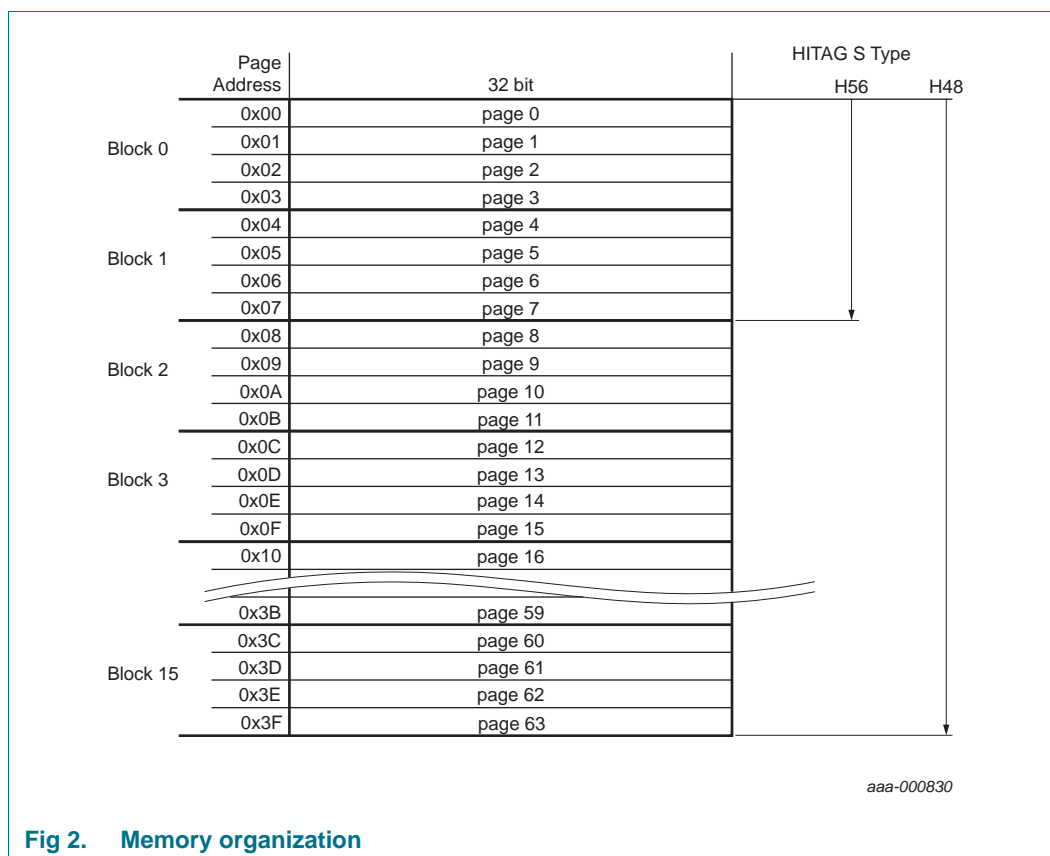 HITAG S Type
Page
Address 32 bit H56 H48
0x00 page 0
Block 0 0x01 page 1
0x02 page 2
0x03 page 3
0x04 page 4
Block 1 0x05 page 5
0x06 page 6
0x07 page 7
0x08 page 8
Block 2 0x09 page 9
0x0A page 10
0x0B page 11
0x0C page 12
Block 3 0x0D page 13
0x0E page 14
0x0F page 15
0x10 page 16
0x3B page 59
0x3C page 60
Block 15 0x3D page 61
0x3E page 62
0x3F page 63
aaa-000830
Fig 2. Memory organization